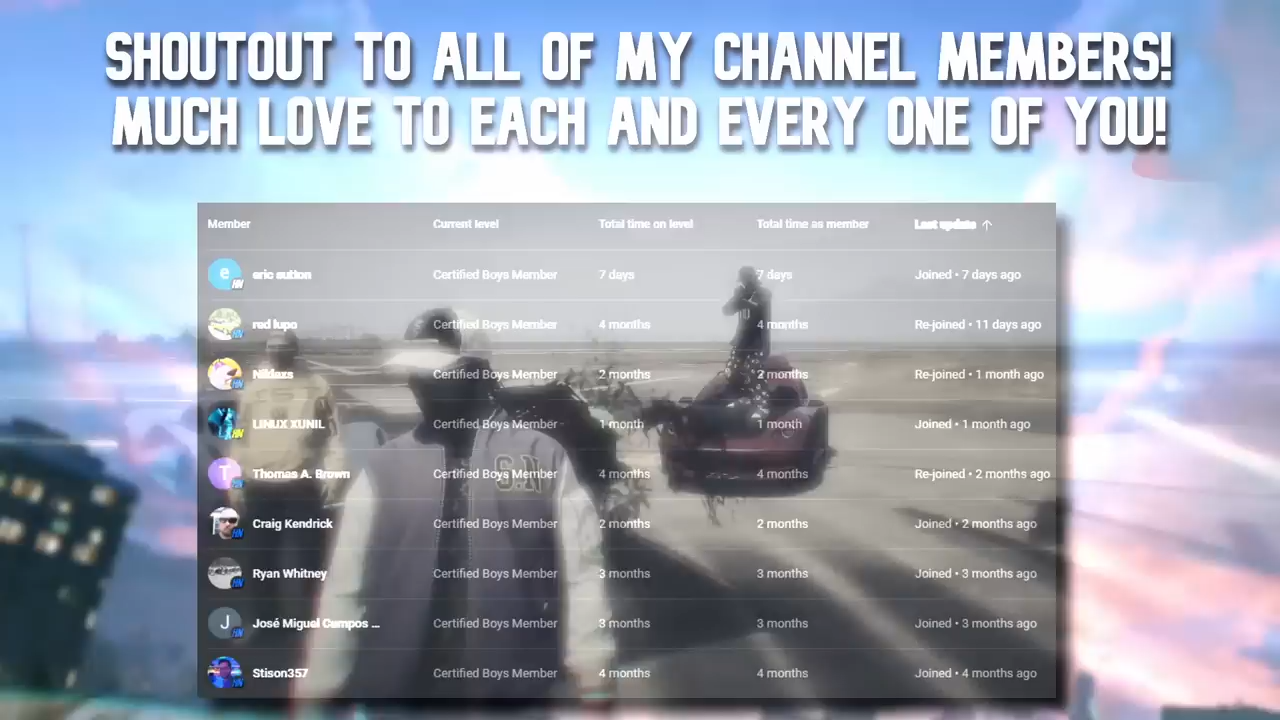 SHOUTOUT TO ALL OF MY CHANNEL MEMBERS!
MUCH LOVE TO EACH AND EVERY ONE OF YOU!
Member Current level Total time on level Total time as member Last update ↑
e eric sutton Certified Boys Member 7 days 7 days Joined • 7 days ago
red lupo Certified Boys Member 4 months 4 months Re-joined • 11 days ago
Certified Boys Member 2 months 2 months Re-joined • 1 month ago
LINUX XUNIL Certified Boys Member 1 month 1 month Joined • 1 month ago
T Thomas A. Brown Certified Boys Member 4 months 4 months Re-joined • 2 months ago
Craig Kendrick Certified Boys Member 2 months 2 months Joined • 2 months ago
Ryan Whitney Certified Boys Member 3 months 3 months Joined • 3 months ago
J José Miguel Campos ... Certified Boys Member 3 months 3 months Joined • 3 months ago
Stison357 Certified Boys Member 4 months 4 months Joined • 4 months ago